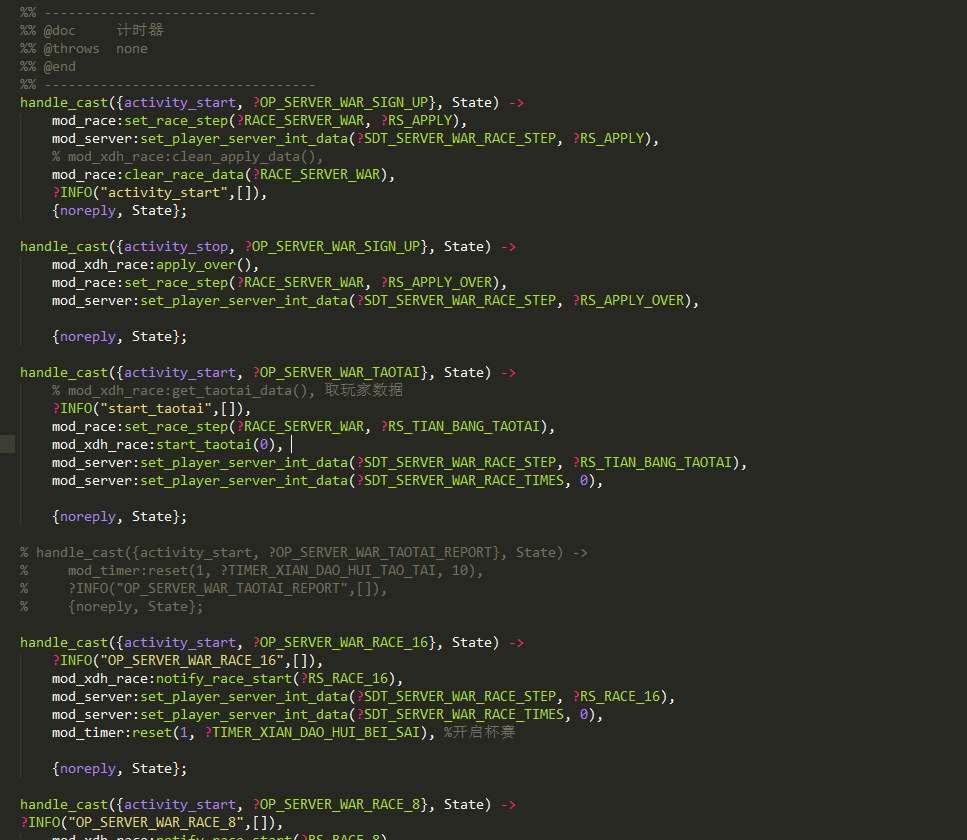 %% ----------------------------------
%% @doc     计时器
%% @throws  none
%% @end
%% ----------------------------------
handle_cast({activity_start, ?OP_SERVER_WAR_SIGN_UP}, State) ->
    mod_race:set_race_step(?RACE_SERVER_WAR, ?RS_APPLY),
    mod_server:set_player_server_int_data(?SDT_SERVER_WAR_RACE_STEP, ?RS_APPLY),
    % mod_xdh_race:clean_apply_data(),
    mod_race:clear_race_data(?RACE_SERVER_WAR),
    ?INFO("activity_start",[]),
    {noreply, State};
handle_cast({activity_stop, ?OP_SERVER_WAR_SIGN_UP}, State) ->
    mod_xdh_race:apply_over(),
    mod_race:set_race_step(?RACE_SERVER_WAR, ?RS_APPLY_OVER),
    mod_server:set_player_server_int_data(?SDT_SERVER_WAR_RACE_STEP, ?RS_APPLY_OVER),
    {noreply, State};
handle_cast({activity_start, ?OP_SERVER_WAR_TAOTAI}, State) ->
    % mod_xdh_race:get_taotai_data(), 取玩家数据
    ?INFO("start_taotai",[]),
    mod_race:set_race_step(?RACE_SERVER_WAR, ?RS_TIAN_BANG_TAOTAI),
    mod_xdh_race:start_taotai(0),
    mod_server:set_player_server_int_data(?SDT_SERVER_WAR_RACE_STEP, ?RS_TIAN_BANG_TAOTAI),
    mod_server:set_player_server_int_data(?SDT_SERVER_WAR_RACE_TIMES, 0),
    {noreply, State};
% handle_cast({activity_start, ?OP_SERVER_WAR_TAOTAI_REPORT}, State) ->
%     mod_timer:reset(1, ?TIMER_XIAN_DAO_HUI_TAO_TAI, 10),
%     ?INFO("OP_SERVER_WAR_TAOTAI_REPORT",[]),
%     {noreply, State};
handle_cast({activity_start, ?OP_SERVER_WAR_RACE_16}, State) ->
    ?INFO("OP_SERVER_WAR_RACE_16",[]),
    mod_xdh_race:notify_race_start(?RS_RACE_16),
    mod_server:set_player_server_int_data(?SDT_SERVER_WAR_RACE_STEP, ?RS_RACE_16),
    mod_server:set_player_server_int_data(?SDT_SERVER_WAR_RACE_TIMES, 0),
    mod_timer:reset(1, ?TIMER_XIAN_DAO_HUI_BEI_SAI), %开启杯赛
    {noreply, State};
handle_cast({activity_start, ?OP_SERVER_WAR_RACE_8}, State) ->
?INFO("OP_SERVER_WAR_RACE_8",[]),
    mod_xdh_race:notify_race_start(?RS_RACE_8),